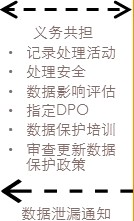 义务共担
• 记录处理活动
• 处理安全
• 数据影响评估
• 指定DPO
• 数据保护培训
• 审查更新数据
保护政策
数据泄漏通知